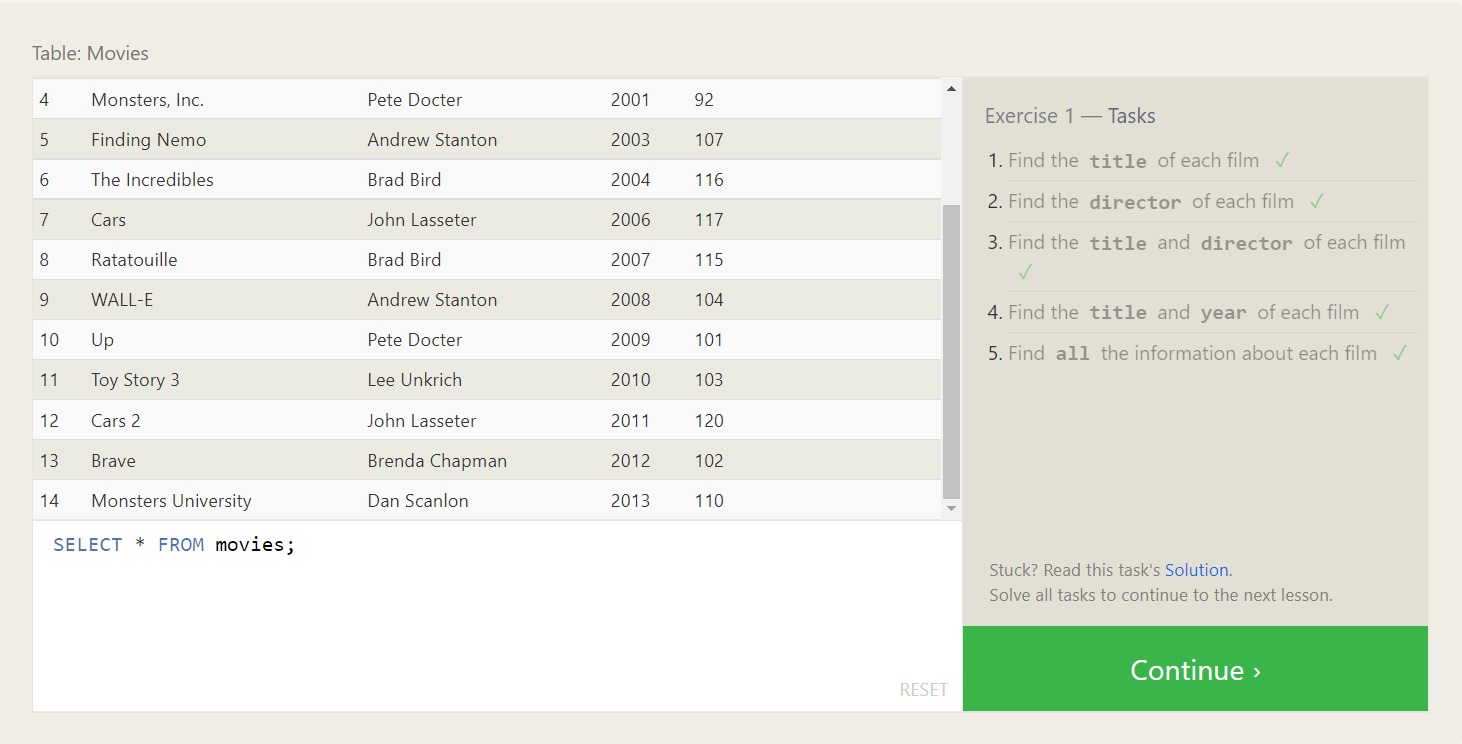 Table: Movies
4 Monsters, Inc. Pete Docter 2001 92
5 Finding Nemo Andrew Stanton 2003 107
6 The Incredibles Brad Bird 2004 116
7 Cars John Lasseter 2006 117
8 Ratatouille Brad Bird 2007 115
9 WALL-E Andrew Stanton 2008 104
10 Up Pete Docter 2009 101
11 Toy Story 3 Lee Unkrich 2010 103
12 Cars 2 John Lasseter 2011 120
13 Brave Brenda Chapman 2012 102
14 Monsters University Dan Scanlon 2013 110
SELECT * FROM movies;
RESET
Exercise 1 — Tasks
1. Find the title of each film ✓
2. Find the director of each film ✓
3. Find the title and director of each film
✓
4. Find the title and year of each film ✓
5. Find all the information about each film ✓
Stuck? Read this task's Solution.
Solve all tasks to continue to the next lesson.
Continue ›